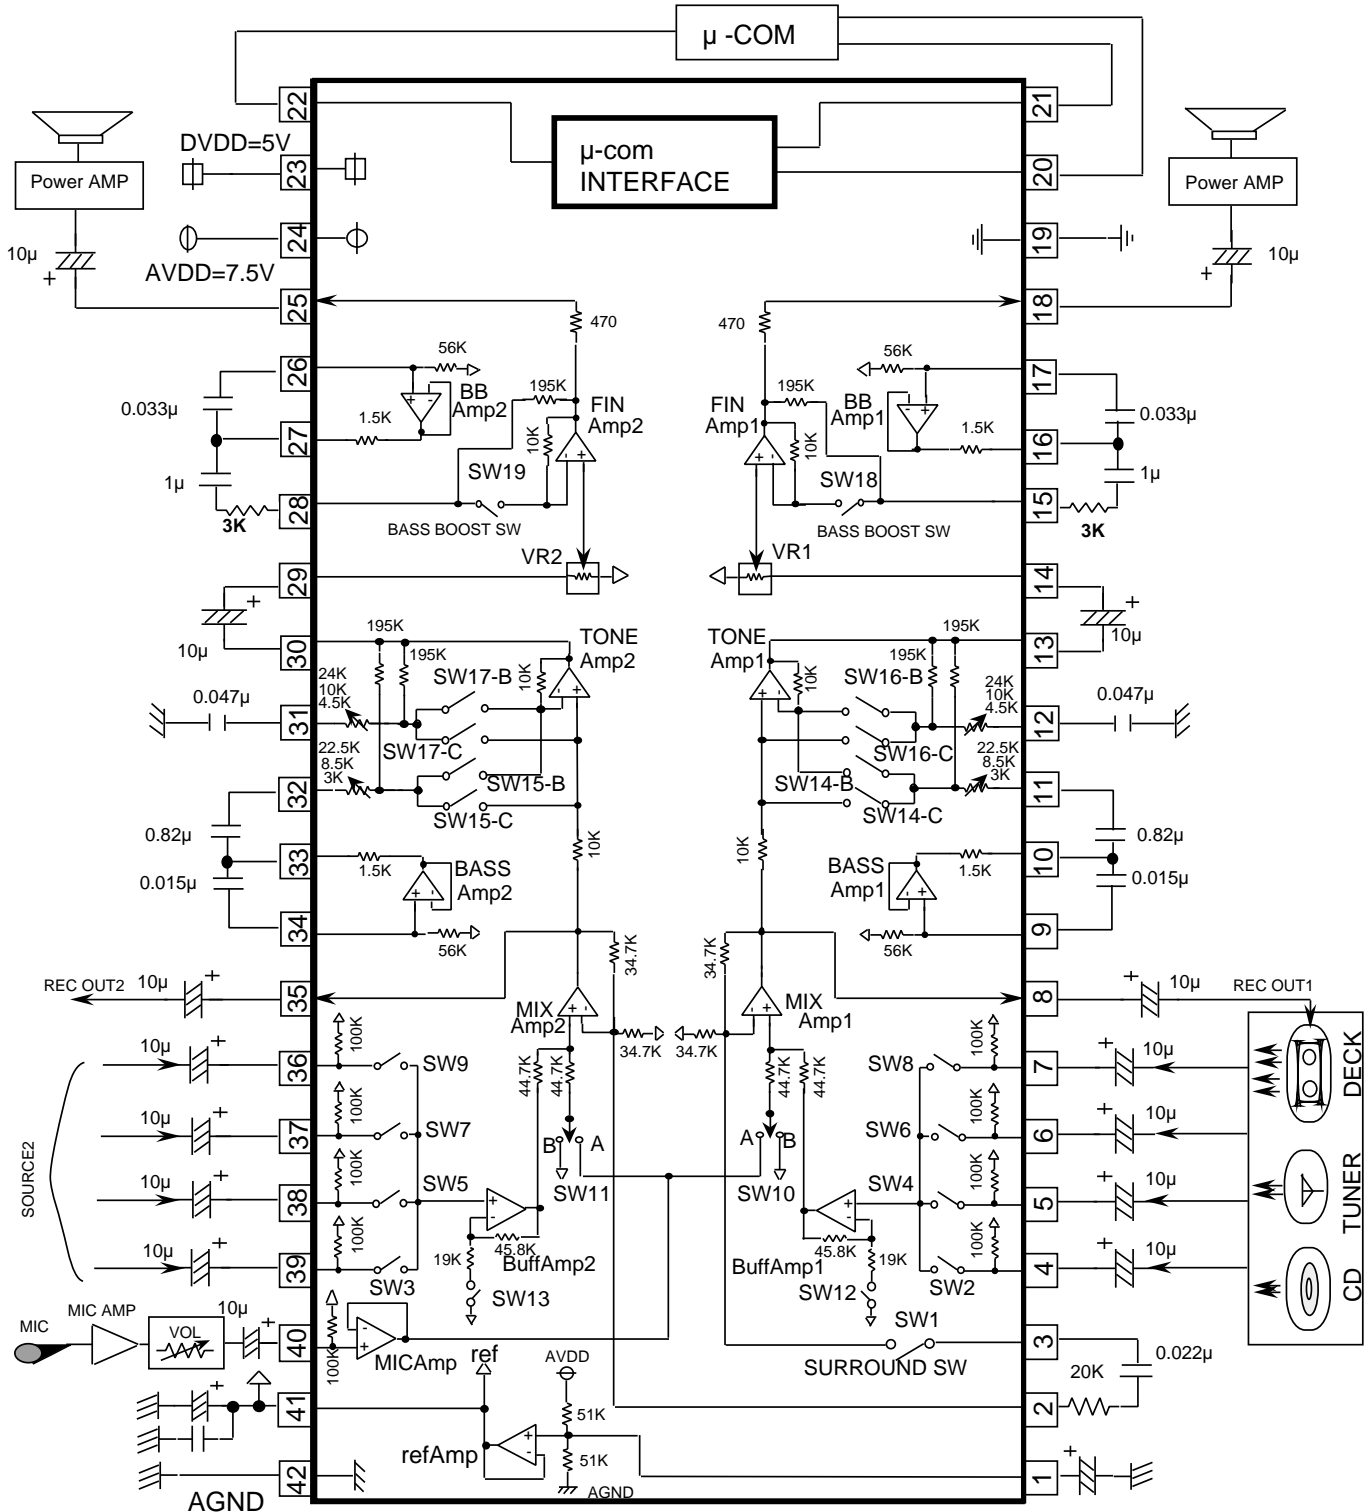 µ -COM
22
21
DVDD=5V
µ-com
INTERFACE
Power AMP
23
20
Power AMP
10µ
+
24
19
10µ
+
AVDD=7.5V
25
18
470
470
26
56K
BB
Amp2
195K
FIN
Amp2
FIN
Amp1
195K
56K
BB
Amp1
17
0.033µ
1.5K
10K
10K
1.5K
0.033µ
27
16
1µ
SW19
SW18
1µ
28
15
3K
BASS BOOST SW
BASS BOOST SW
3K
VR2
VR1
29
14
+
+
10µ
30
195K
195K
TONE
Amp2
TONE
Amp1
195K
195K
13
10µ
0.047µ
24K
10K
4.5K
SW17-B
10K
10K
SW16-B
24K
10K
4.5K
0.047µ
31
12
SW17-C
SW16-C
22.5K
8.5K
3K
22.5K
8.5K
3K
32
SW15-B
SW14-B
11
SW15-C
SW14-C
0.82µ
10K
10K
0.82µ
33
1.5K
BASS
Amp2
BASS
Amp1
1.5K
10
0.015µ
0.015µ
34
56K
34.7K
34.7K
56K
9
REC OUT2
10µ
+
35
MIX
Amp2
MIX
Amp1
8
+
10µ
REC OUT1
34.7K
34.7K
10µ
+
36
100K
SW9
44.7K
44.7K
44.7K
44.7K
SW8
100K
7
+
10µ
DECK
10µ
+
37
100K
SW7
B
A
A
B
SW6
100K
6
+
10µ
SOURCE2
10µ
+
38
100K
SW5
SW11
SW10
SW4
100K
5
+
10µ
TUNER
10µ
+
39
100K
SW3
19K
45.8K
BuffAmp2
BuffAmp1
45.8K
19K
SW2
100K
4
+
10µ
CD
SW13
SW12
MIC
MIC AMP
VOL
10µ
+
40
100K
MICAmp
ref
AVDD
SW1
SURROUND SW
3
0.022µ
20K
+
41
51K
2
refAmp
51K
42
AGND
AGND
1
+